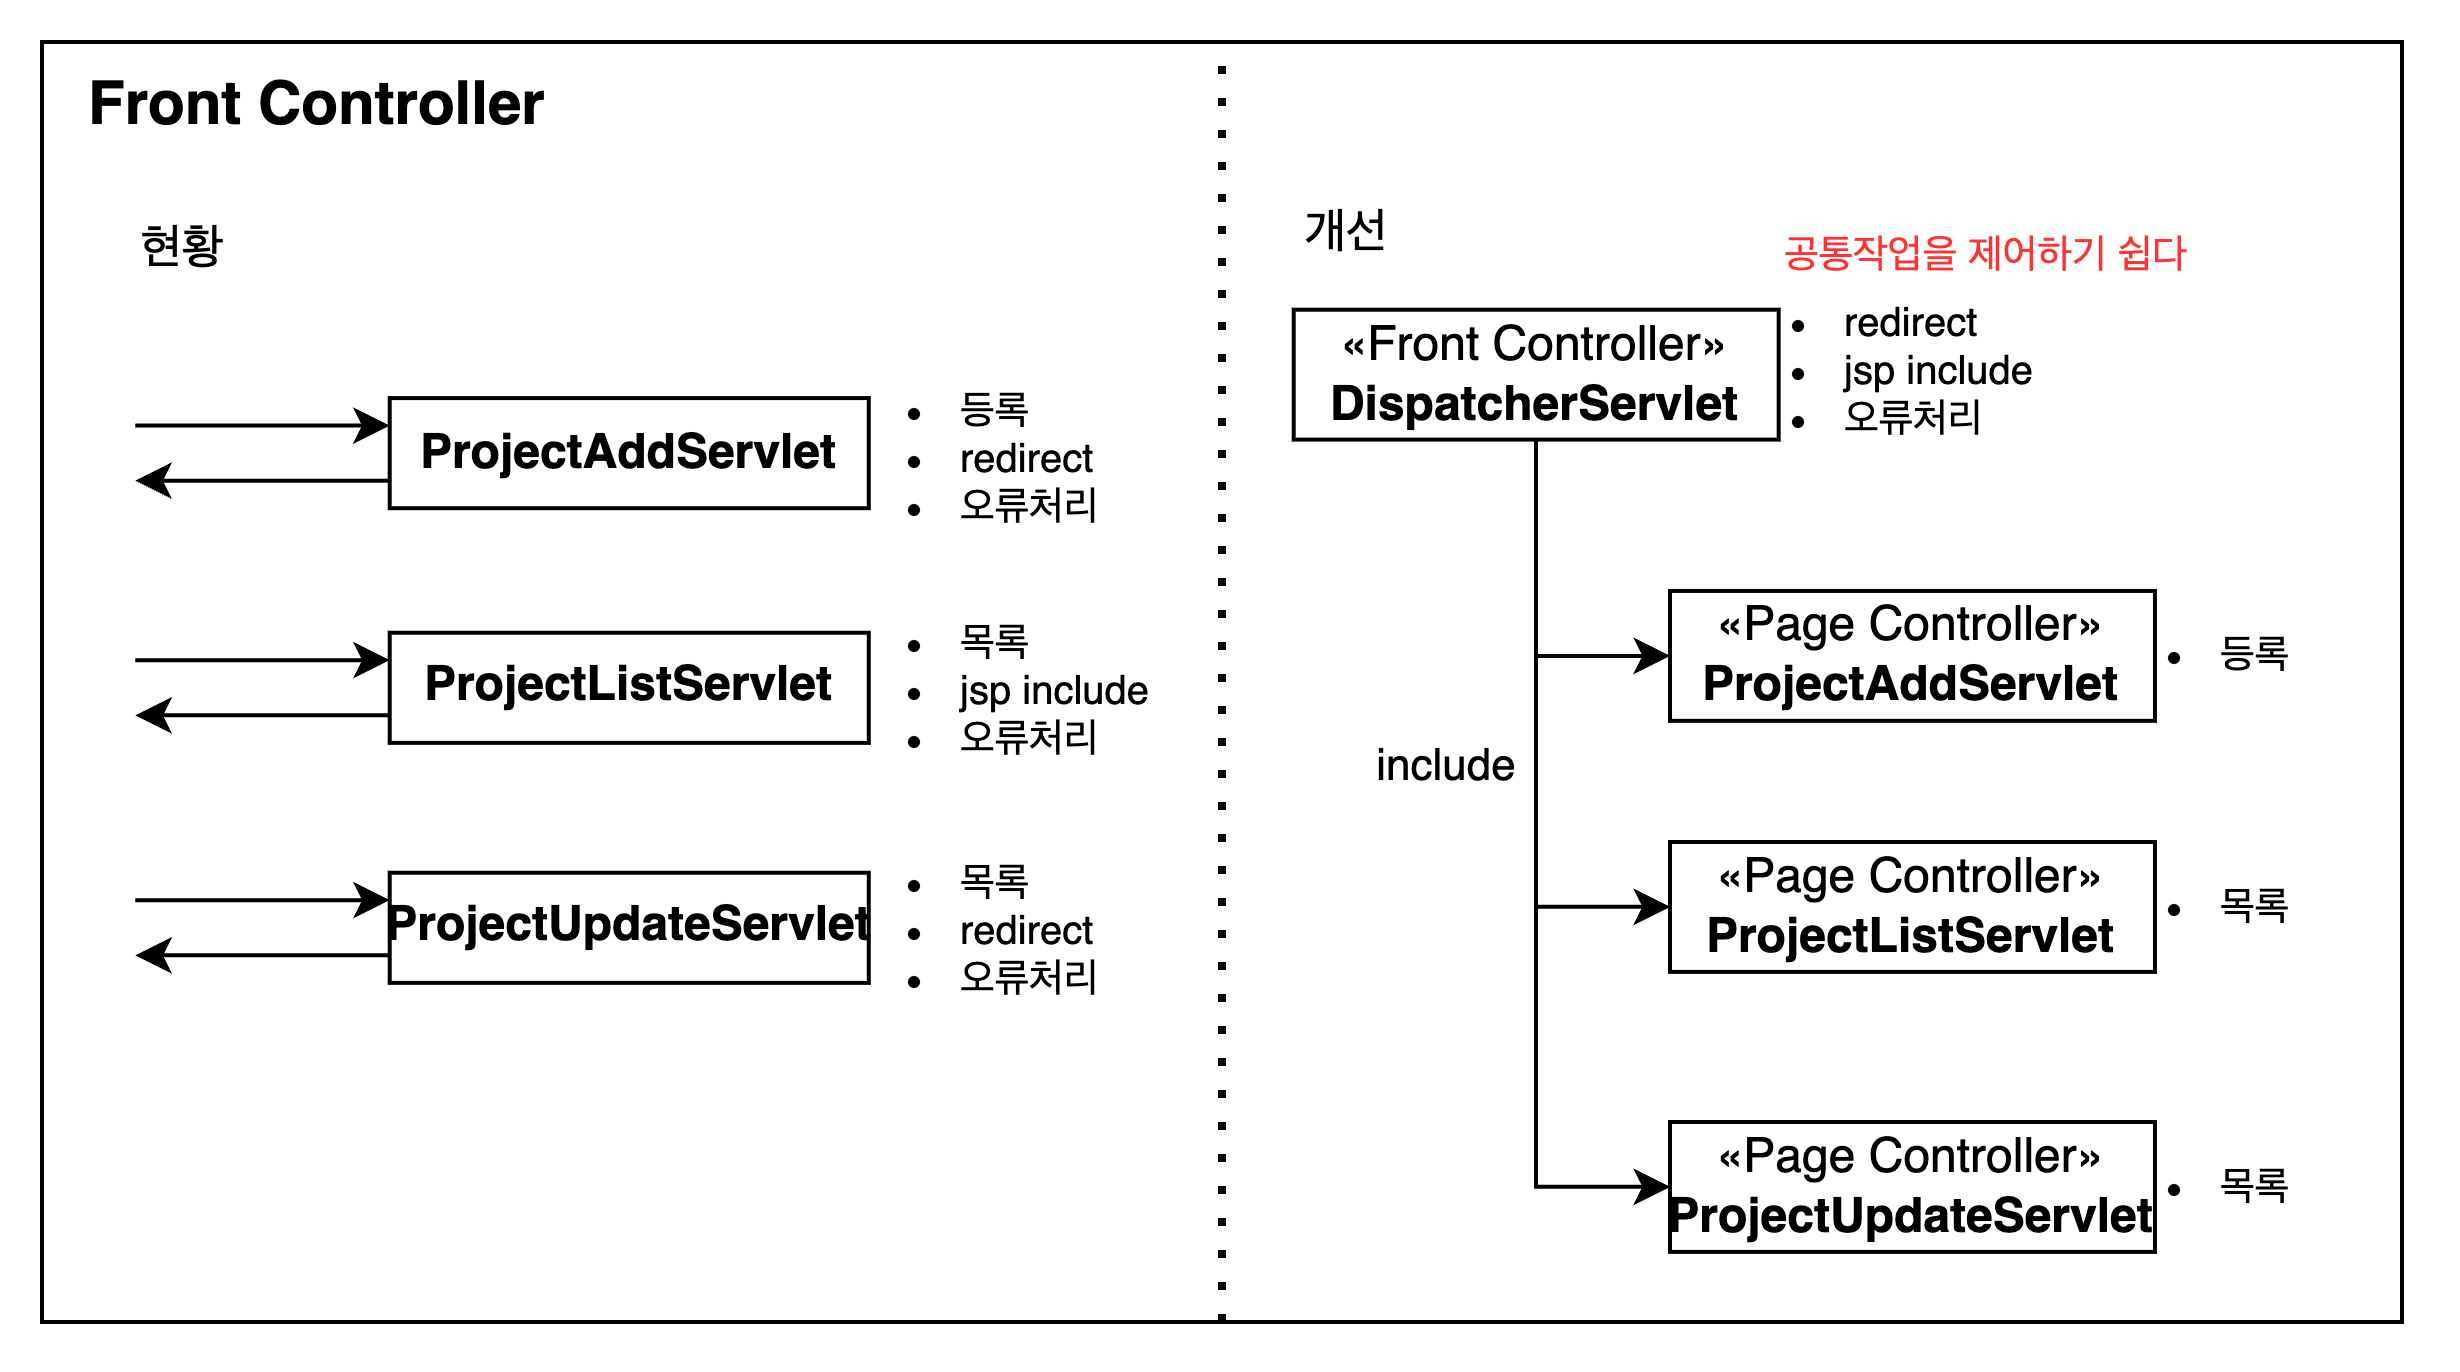 Front Controller
현황
ProjectAddServlet
• 등록
• redirect
• 오류처리
ProjectListServlet
• 목록
• jsp include
• 오류처리
ProjectUpdateServlet
• 목록
• redirect
• 오류처리
개선
공통작업을 제어하기 쉽다
«Front Controller»
DispatcherServlet
• redirect
• jsp include
• 오류처리
include
«Page Controller»
ProjectAddServlet
• 등록
«Page Controller»
ProjectListServlet
• 목록
«Page Controller»
ProjectUpdateServlet
• 목록